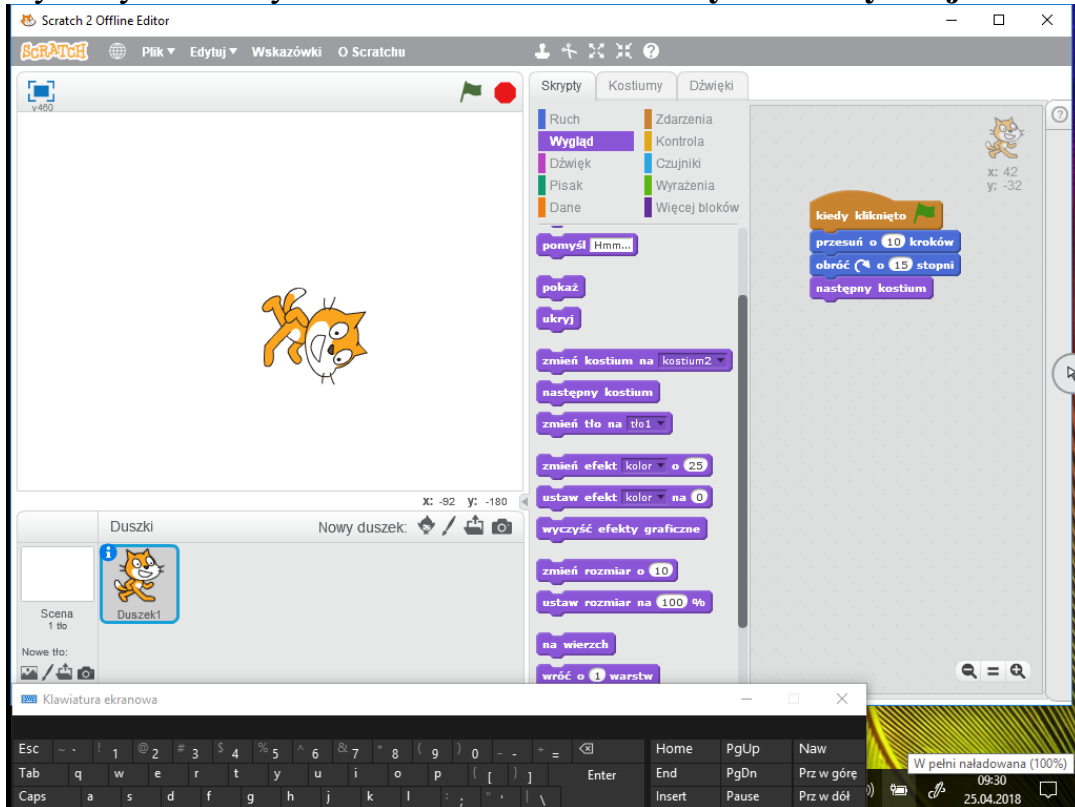 Scratch 2 Offline Editor
SCRATCH Plik Edytuj Wskazówki O Scratchu
v460
Skrypty Kostiumy Dźwięki
Ruch Zdarzenia
Wygląd Kontrola
Dźwięk Czujniki
Pisak Wyrażenia
Dane Więcej bloków
pomyśl Hmm...
pokaż
ukryj
zmień kostium na kostium2
następny kostium
zmień tło na tło1
zmień efekt kolor o 25
ustaw efekt kolor na 0
wyczyść efekty graficzne
zmień rozmiar o 10
ustaw rozmiar na 100 %
na wierzch
wróć o 1 warstw
x: 42
y: -32
kiedy kliknięto
przesuń o 10 kroków
obróć o 15 stopni
następny kostium
x: -92 y: -180
Duszki Nowy duszek:
Scena
1 tło
Duszek1
Nowe tło:
Klawiatura ekranowa
Esc ~ ` ! 1 @ 2 # 3 $ 4 % 5 ^ 6 & 7 * 8 ( 9 ) 0 _ - + = Home PgUp Naw
Tab q w e r t y u i o p { [ } ] Enter End PgDn Prz w górę
Caps a s d f g h j k l : ; " ' | \ Insert Pause Prz w dół
W pełni naładowana (100%)
09:30
25.04.2018